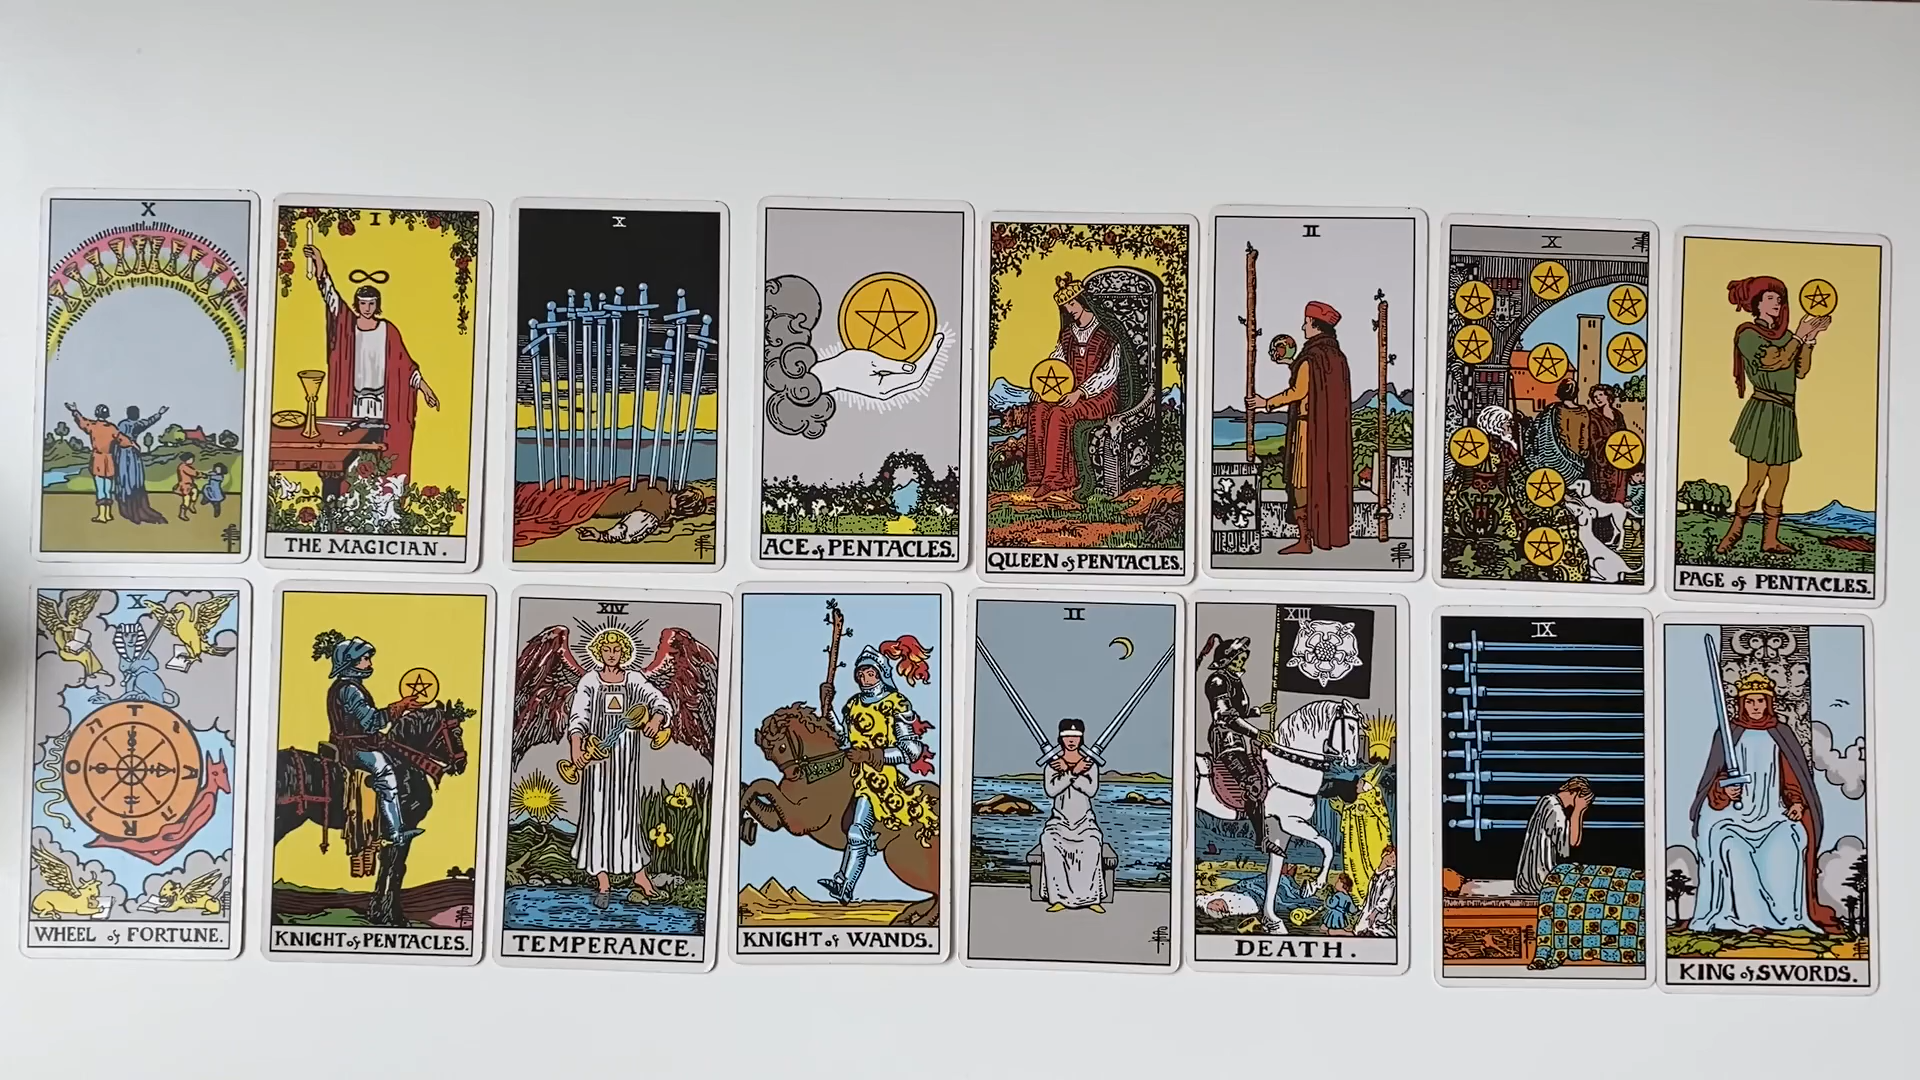 X
I
THE MAGICIAN.
X
ACE of PENTACLES.
QUEEN of PENTACLES.
II
X
PAGE of PENTACLES.
X
T
A
R
O
WHEEL of FORTUNE.
KNIGHT of PENTACLES.
XIV
TEMPERANCE.
KNIGHT of WANDS.
II
XIII
DEATH.
IX
KING of SWORDS.